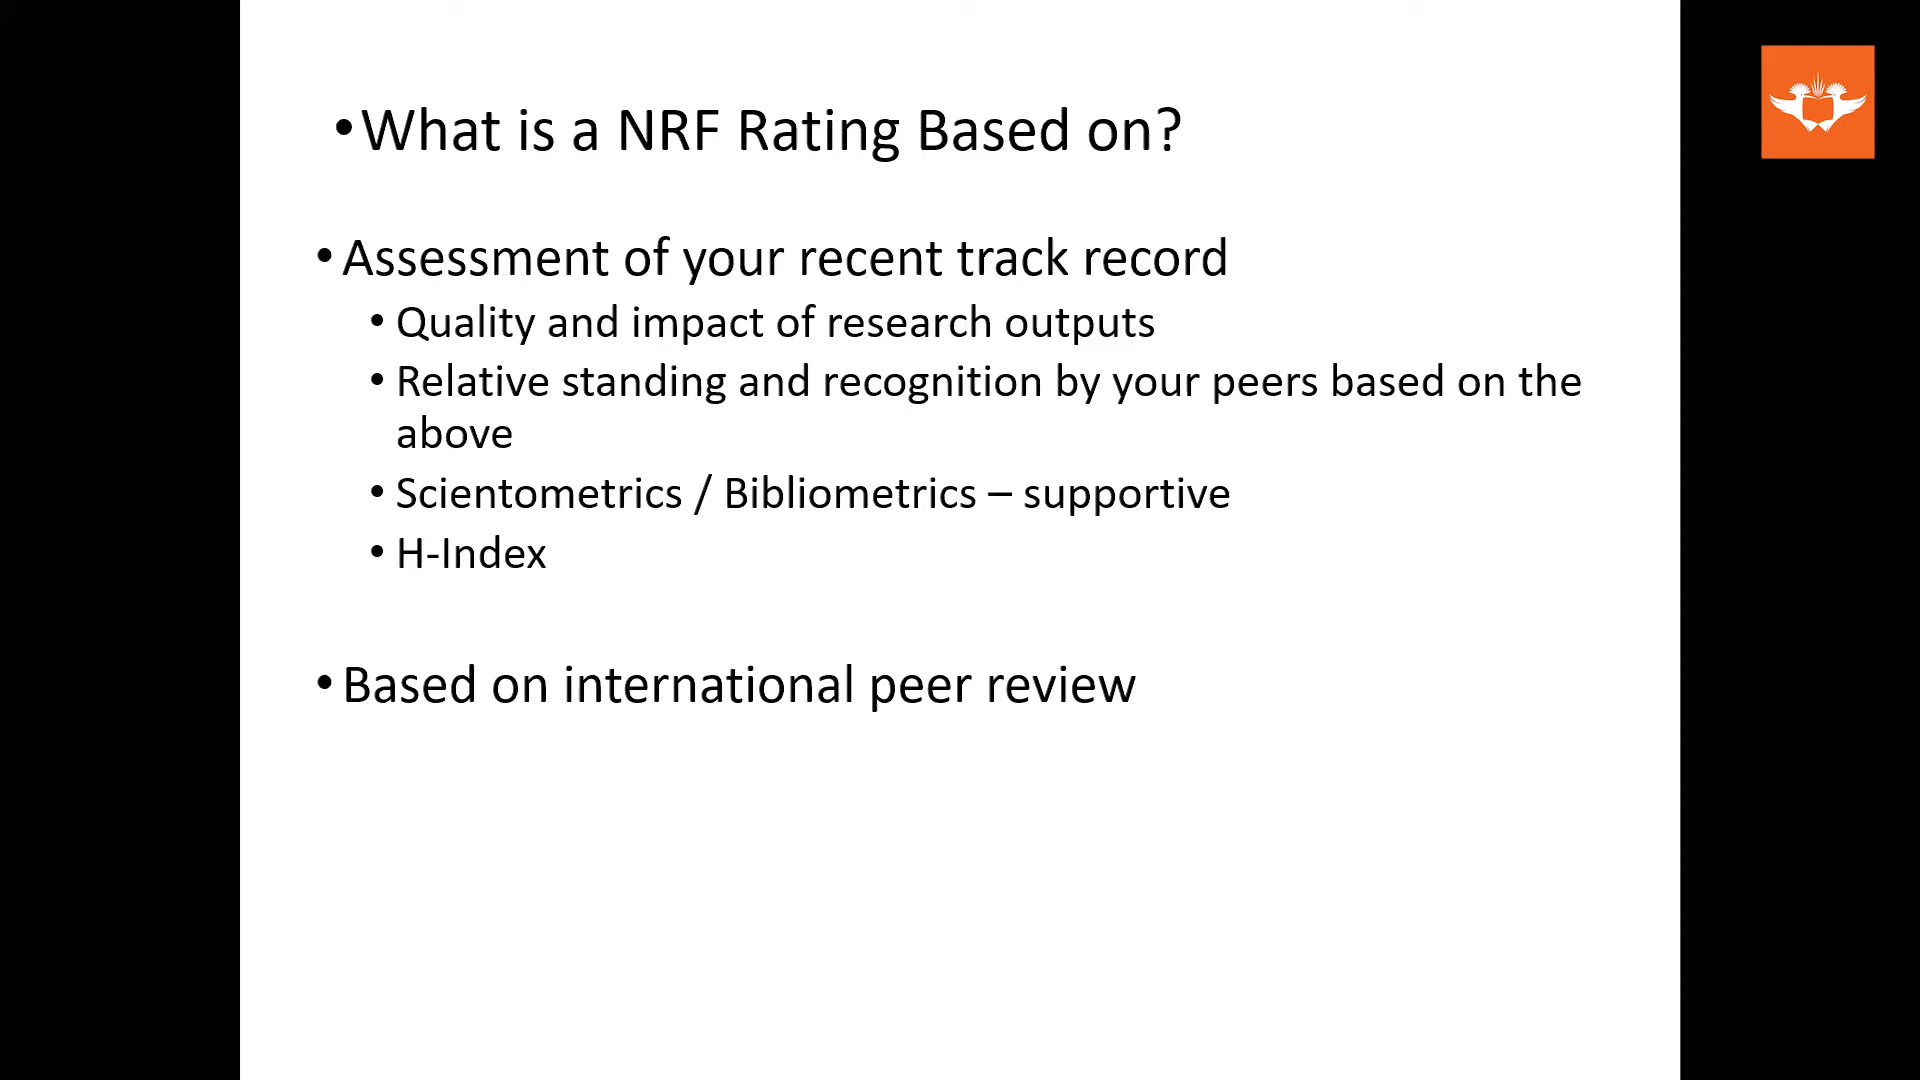 •What is a NRF Rating Based on?
• Assessment of your recent track record
• Quality and impact of research outputs
• Relative standing and recognition by your peers based on the
above
• Scientometrics / Bibliometrics – supportive
• H-Index
• Based on international peer review